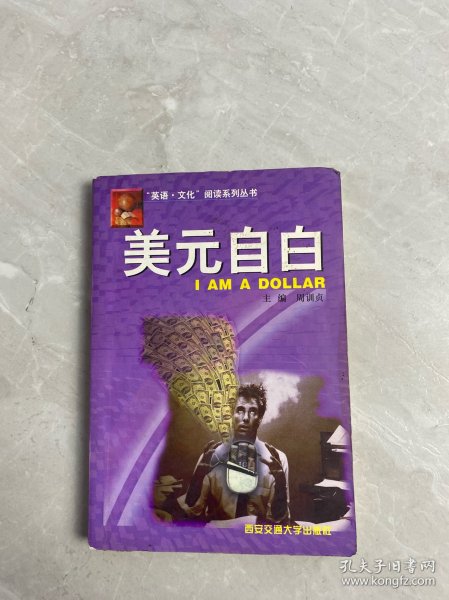 “英语·文化”阅读系列丛书
美元自白
I AM A DOLLAR
主 编 周训贞
西安交通大学出版社
孔夫子旧书网
www.kongfz.com